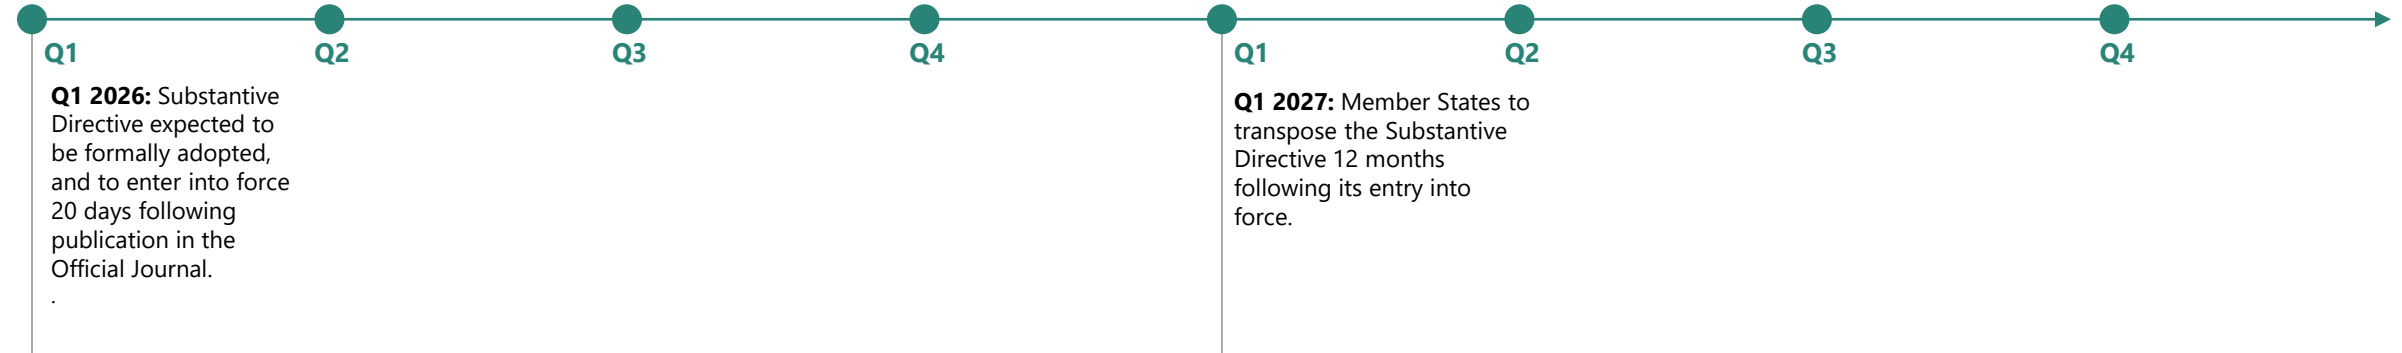 Q1 Q2 Q3 Q4 Q1 Q2 Q3 Q4
Q1 2026: Substantive
Directive expected to
be formally adopted,
and to enter into force
20 days following
publication in the
Official Journal.
.
Q1 2027: Member States to
transpose the Substantive
Directive 12 months
following its entry into
force.